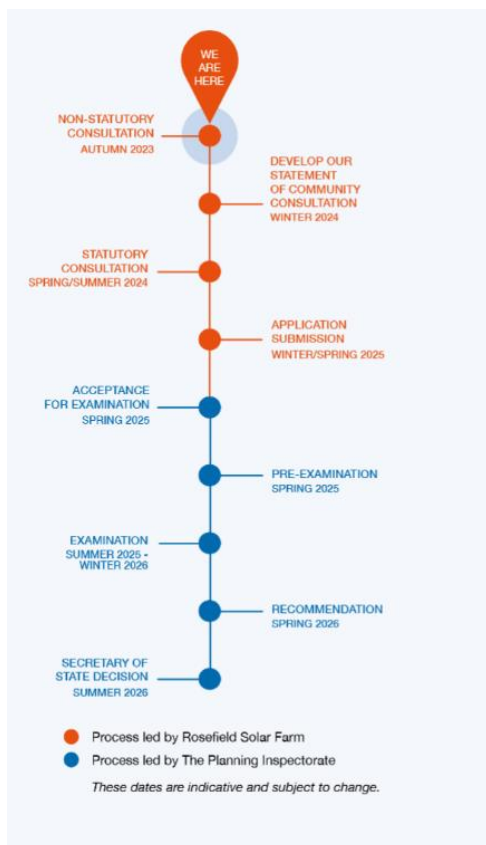 WE
ARE
HERE
NON-STATUTORY
CONSULTATION
AUTUMN 2023
DEVELOP OUR
STATEMENT
OF COMMUNITY
CONSULTATION
WINTER 2024
STATUTORY
CONSULTATION
SPRING/SUMMER 2024
APPLICATION
SUBMISSION
WINTER/SPRING 2025
ACCEPTANCE
FOR EXAMINATION
SPRING 2025
PRE-EXAMINATION
SPRING 2025
EXAMINATION
SUMMER 2025 -
WINTER 2026
RECOMMENDATION
SPRING 2026
SECRETARY OF
STATE DECISION
SUMMER 2026
Process led by Rosefield Solar Farm
Process led by The Planning Inspectorate
These dates are indicative and subject to change.